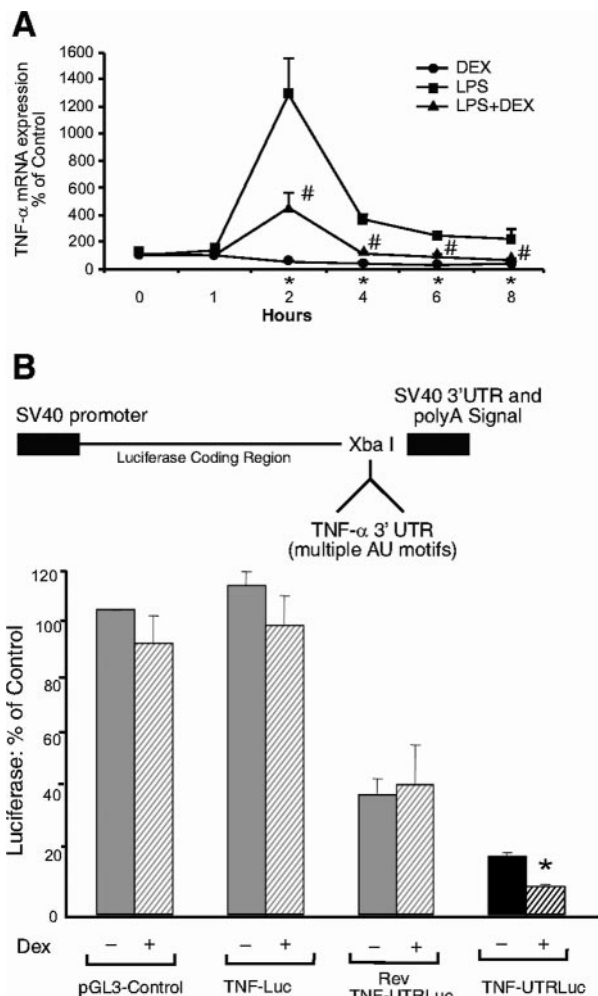 A
TNF-α mRNA expression
% of Control
1600
1400
1200
1000
800
600
400
200
0
DEX
LPS
LPS+DEX
#
#
#
#
* * * *
0 1 2 4 6 8
Hours
B
SV40 promoter
SV40 3'UTR and
polyA Signal
Luciferase Coding Region
Xba I
TNF-α 3' UTR
(multiple AU motifs)
Luciferase: % of Control
120
100
80
60
40
20
0
*
Dex − + − + − + − +
pGL3-Control TNF-Luc Rev TNF-UTRLuc
TNF-UTRLuc